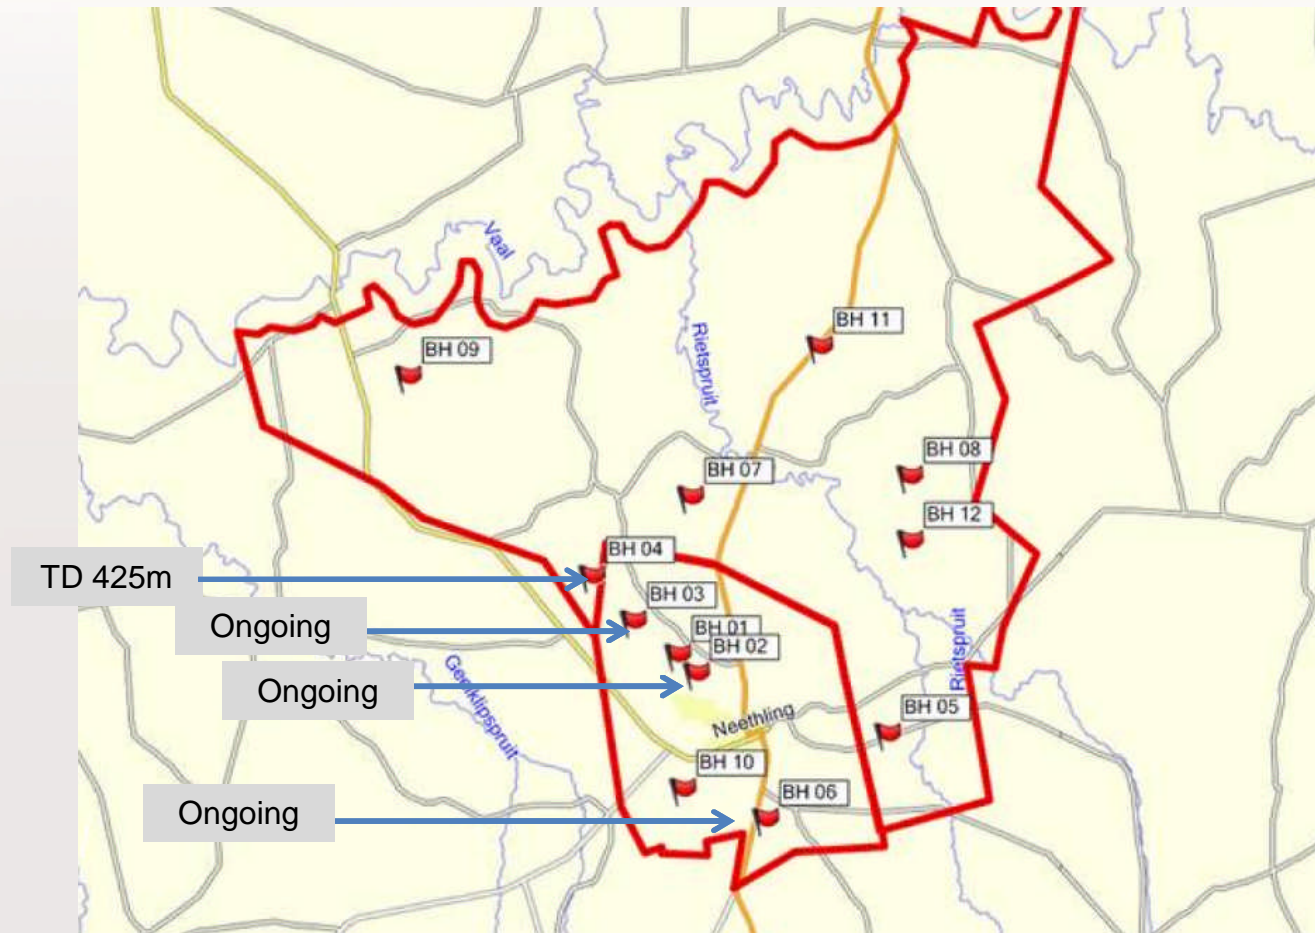 Vaal
BH 11
BH 09
Rietspruit
BH 08
BH 07
BH 12
BH 04
TD 425m
BH 03
Ongoing
BH 01
BH 02
Rietspruit
Ongoing
Gemklipspruit
BH 05
Neethling
BH 10
BH 06
Ongoing